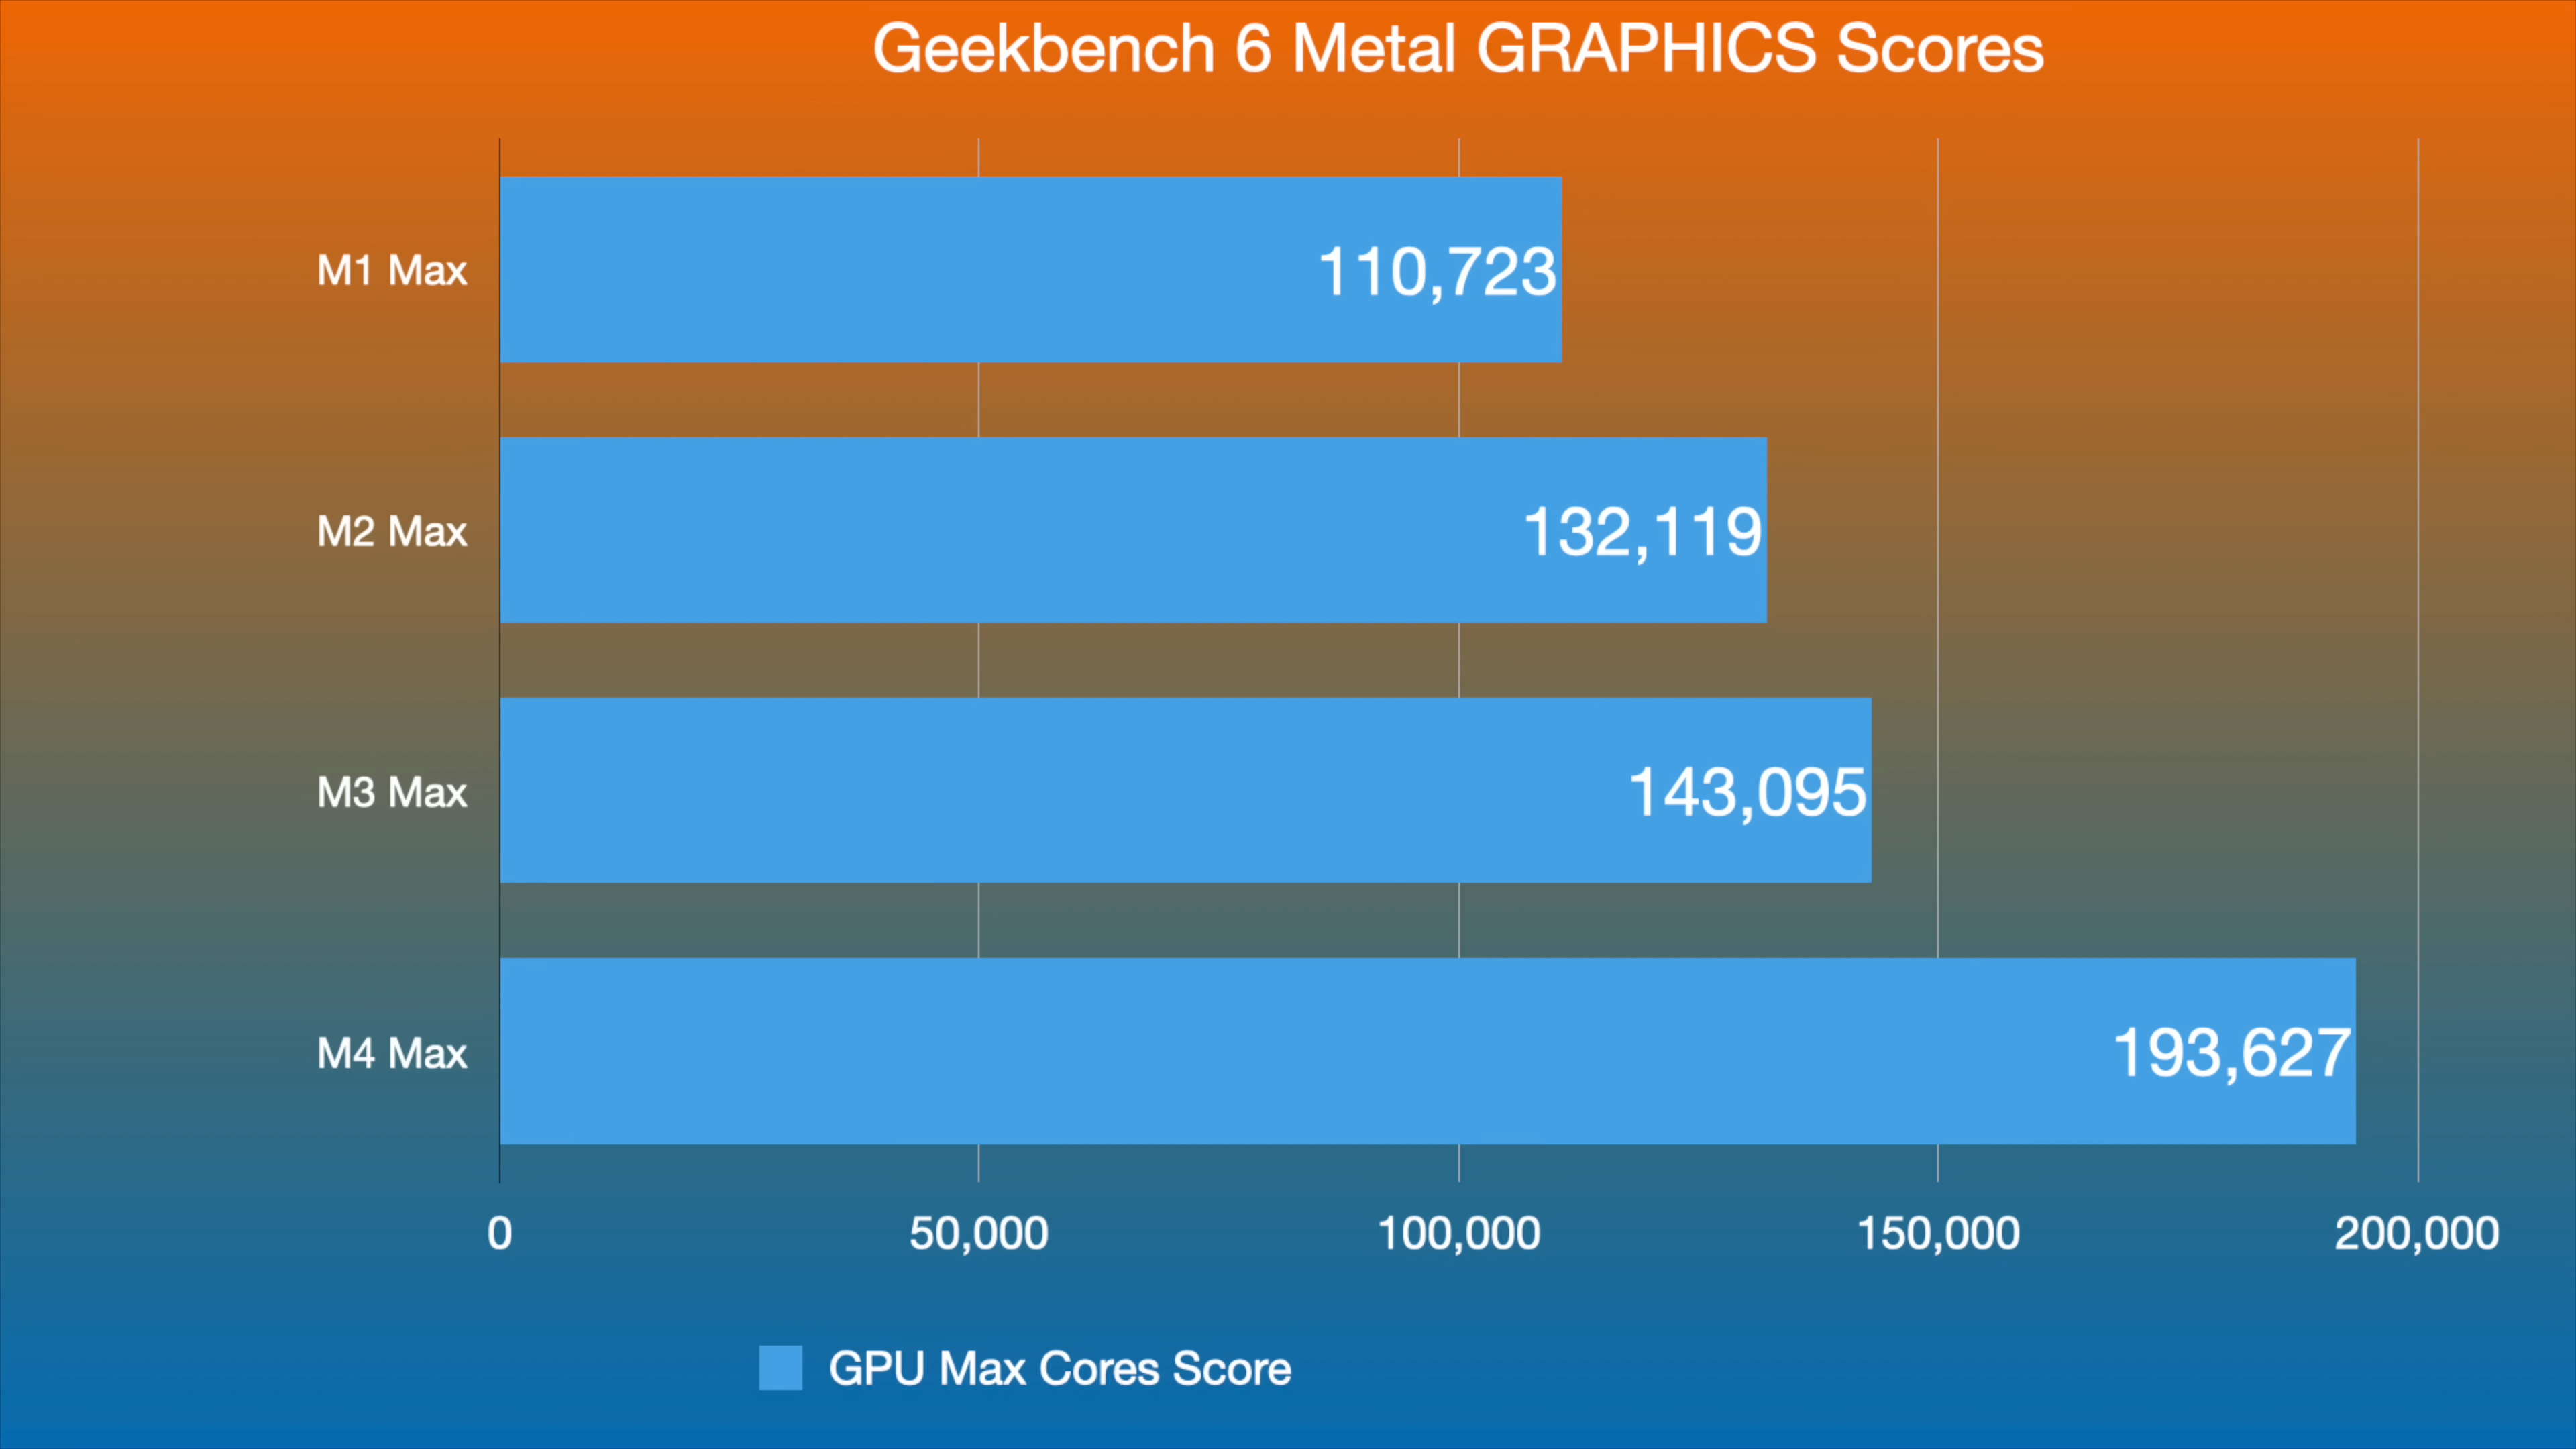 Geekbench 6 Metal GRAPHICS Scores
M1 Max
110,723
M2 Max
132,119
M3 Max
143,095
M4 Max
193,627
0
50,000
100,000
150,000
200,000
GPU Max Cores Score